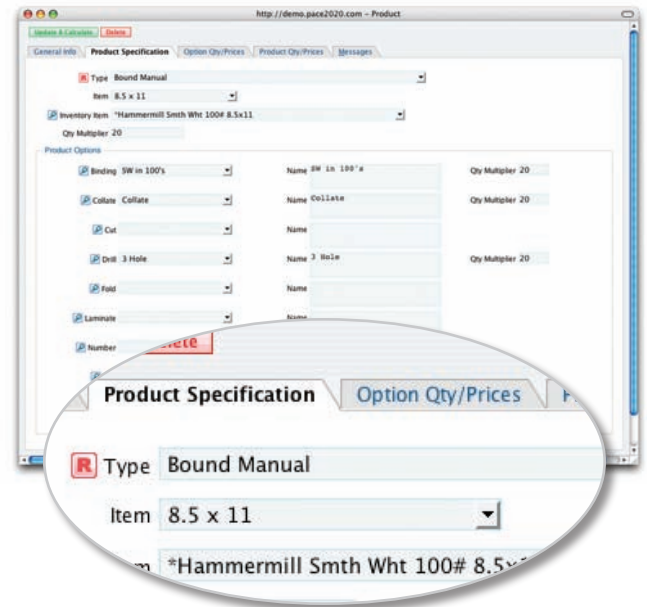 http://demo.pace2020.com – Product
Update & Calculate Delete
General Info Product Specification Option Qty/Prices Product Qty/Prices Messages
R Type Bound Manual
Item 8.5 x 11
Inventory Item *Hammermill Smth Wht 100# 8.5x11
Qty Multiplier 20
Product Options
Binding SW in 100's Name SW in 100's Qty Multiplier 20
Collate Collate Name Collate Qty Multiplier 20
Cut Name
Drill 3 Hole Name 3 Hole Qty Multiplier 20
Fold Name
Laminate Name
Number
Product Specification Option Qty/Prices
R Type Bound Manual
Item 8.5 x 11
*Hammermill Smth Wht 100# 8.5x